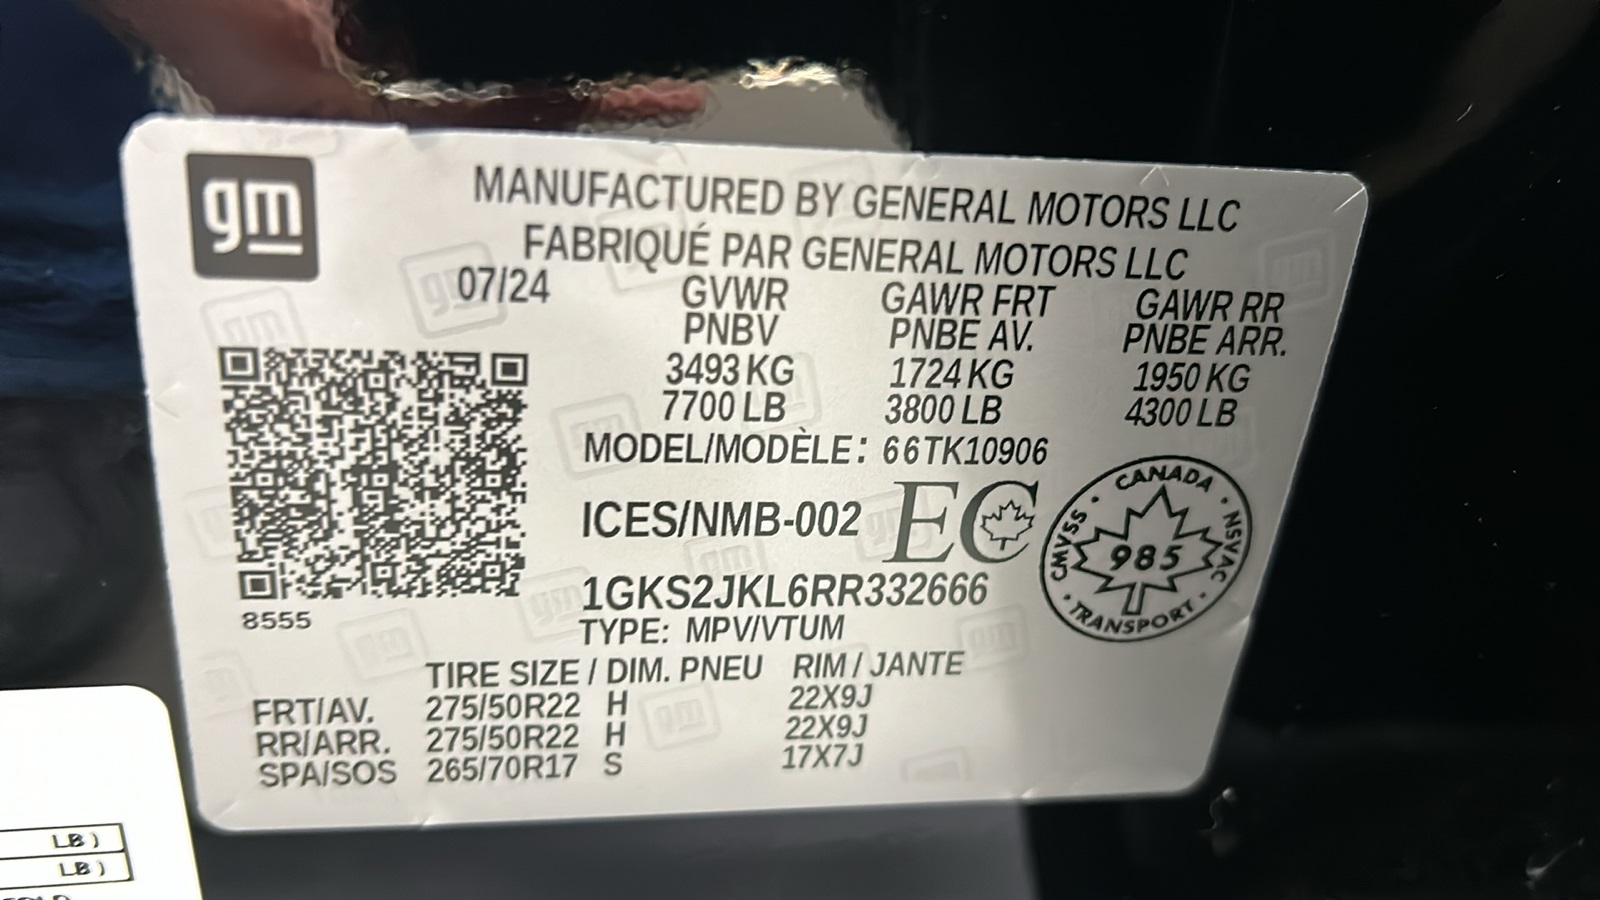 gm
MANUFACTURED BY GENERAL MOTORS LLC
FABRIQUÉ PAR GENERAL MOTORS LLC
07/24 GVWR GAWR FRT GAWR RR
PNBV PNBE AV. PNBE ARR.
3493 KG 1724 KG 1950 KG
7700 LB 3800 LB 4300 LB
MODEL/MODÈLE: 66TK10906
ICES/NMB-002 EC
CANADA · NSVAC · TRANSPORT · CMVSS ·
985
1GKS2JKL6RR332666
8555
TYPE: MPV/VTUM
TIRE SIZE / DIM. PNEU RIM / JANTE
FRT/AV. 275/50R22 H 22X9J
RR/ARR. 275/50R22 H 22X9J
SPA/SOS 265/70R17 S 17X7J
LB )
LB )